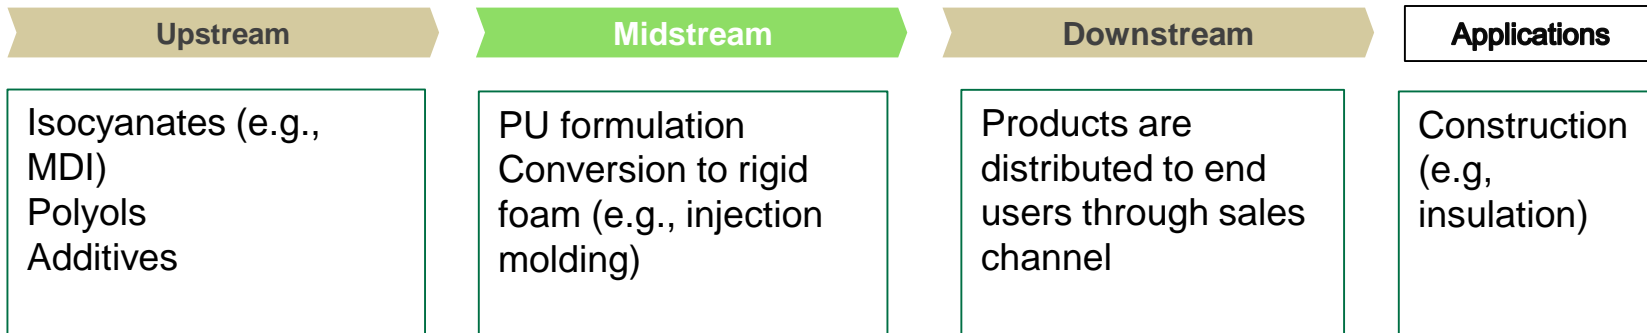 Upstream
Midstream
Downstream
Applications
Isocyanates (e.g.,
MDI)
Polyols
Additives
PU formulation
Conversion to rigid
foam (e.g., injection
molding)
Products are
distributed to end
users through sales
channel
Construction
(e.g,
insulation)